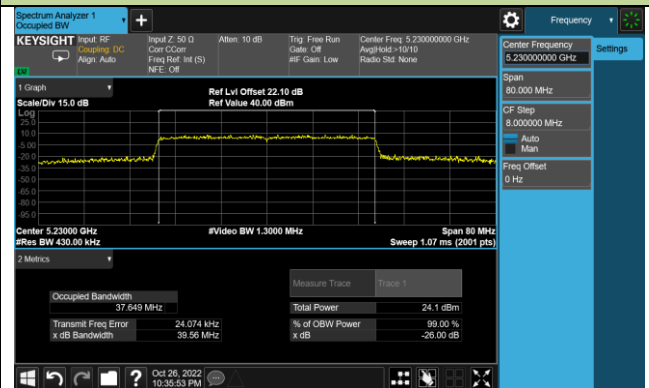 Spectrum Analyzer 1
Occupied BW
Frequency
KEYSIGHT
Input: RF
Coupling: DC
Align: Auto
Input Z: 50 Ω
Corr CCorr
Freq Ref: Int (S)
NFE: Off
Atten: 10 dB
Trig: Free Run
Gate: Off
#IF Gain: Low
Center Freq: 5.230000000 GHz
Avg|Hold:>10/10
Radio Std: None
LXI
1 Graph
Scale/Div 15.0 dB
Ref Lvl Offset 22.10 dB
Ref Value 40.00 dBm
Log
25.0
10.0
-5.00
-20.0
-35.0
-50.0
-65.0
-80.0
-95.0
Center 5.23000 GHz
#Res BW 430.00 kHz
#Video BW 1.3000 MHz
Span 80 MHz
Sweep 1.07 ms (2001 pts)
2 Metrics
Measure Trace
Trace 1
Occupied Bandwidth
37.649 MHz
Total Power
24.1 dBm
Transmit Freq Error
24.074 kHz
% of OBW Power
99.00 %
x dB Bandwidth
39.56 MHz
x dB
-26.00 dB
Center Frequency
5.230000000 GHz
Settings
Span
80.000 MHz
CF Step
8.000000 MHz
Auto
Man
Freq Offset
0 Hz
?
Oct 26, 2022
10:35:53 PM